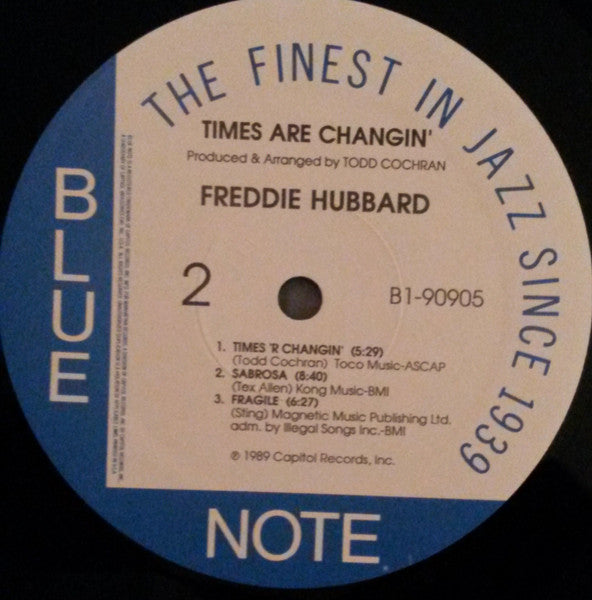 THE FINEST IN JAZZ SINCE 1939
TIMES ARE CHANGIN'
Produced & Arranged by TODD COCHRAN
FREDDIE HUBBARD
2
B1-90905
1. TIMES 'R CHANGIN' (5:29)
(Todd Cochran) Toco Music-ASCAP
2. SABROSA (8:40)
(Tex Allen) Kong Music-BMI
3. FRAGILE (6:27)
(Sting) Magnetic Music Publishing Ltd.
adm. by Illegal Songs Inc.-BMI
℗ 1989 Capitol Records, Inc.
BLUE
NOTE